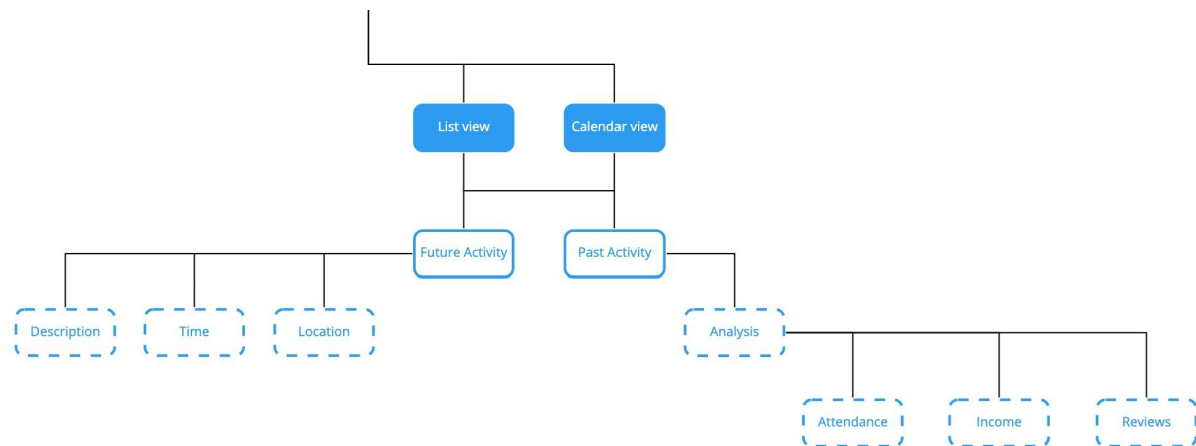 List view
Calendar view
Future Activity
Past Activity
Description
Time
Location
Analysis
Attendance
Income
Reviews